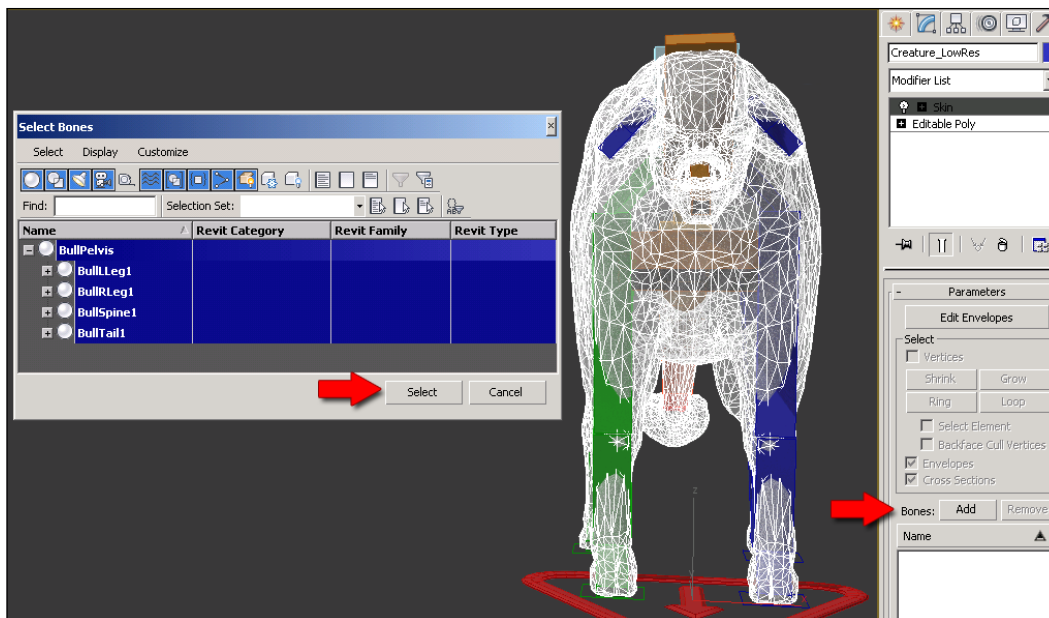 Creature_LowRes
Modifier List
Skin
Editable Poly
Select Bones
Select Display Customize
Find: Selection Set:
Name Revit Category Revit Family Revit Type
BullPelvis
BullLLeg1
BullRLeg1
BullSpine1
BullTail1
Select Cancel
Parameters
Edit Envelopes
Select
Vertices
Shrink Grow
Ring Loop
Select Element
Backface Cull Vertices
Envelopes
Cross Sections
Bones: Add Remove
Name
z